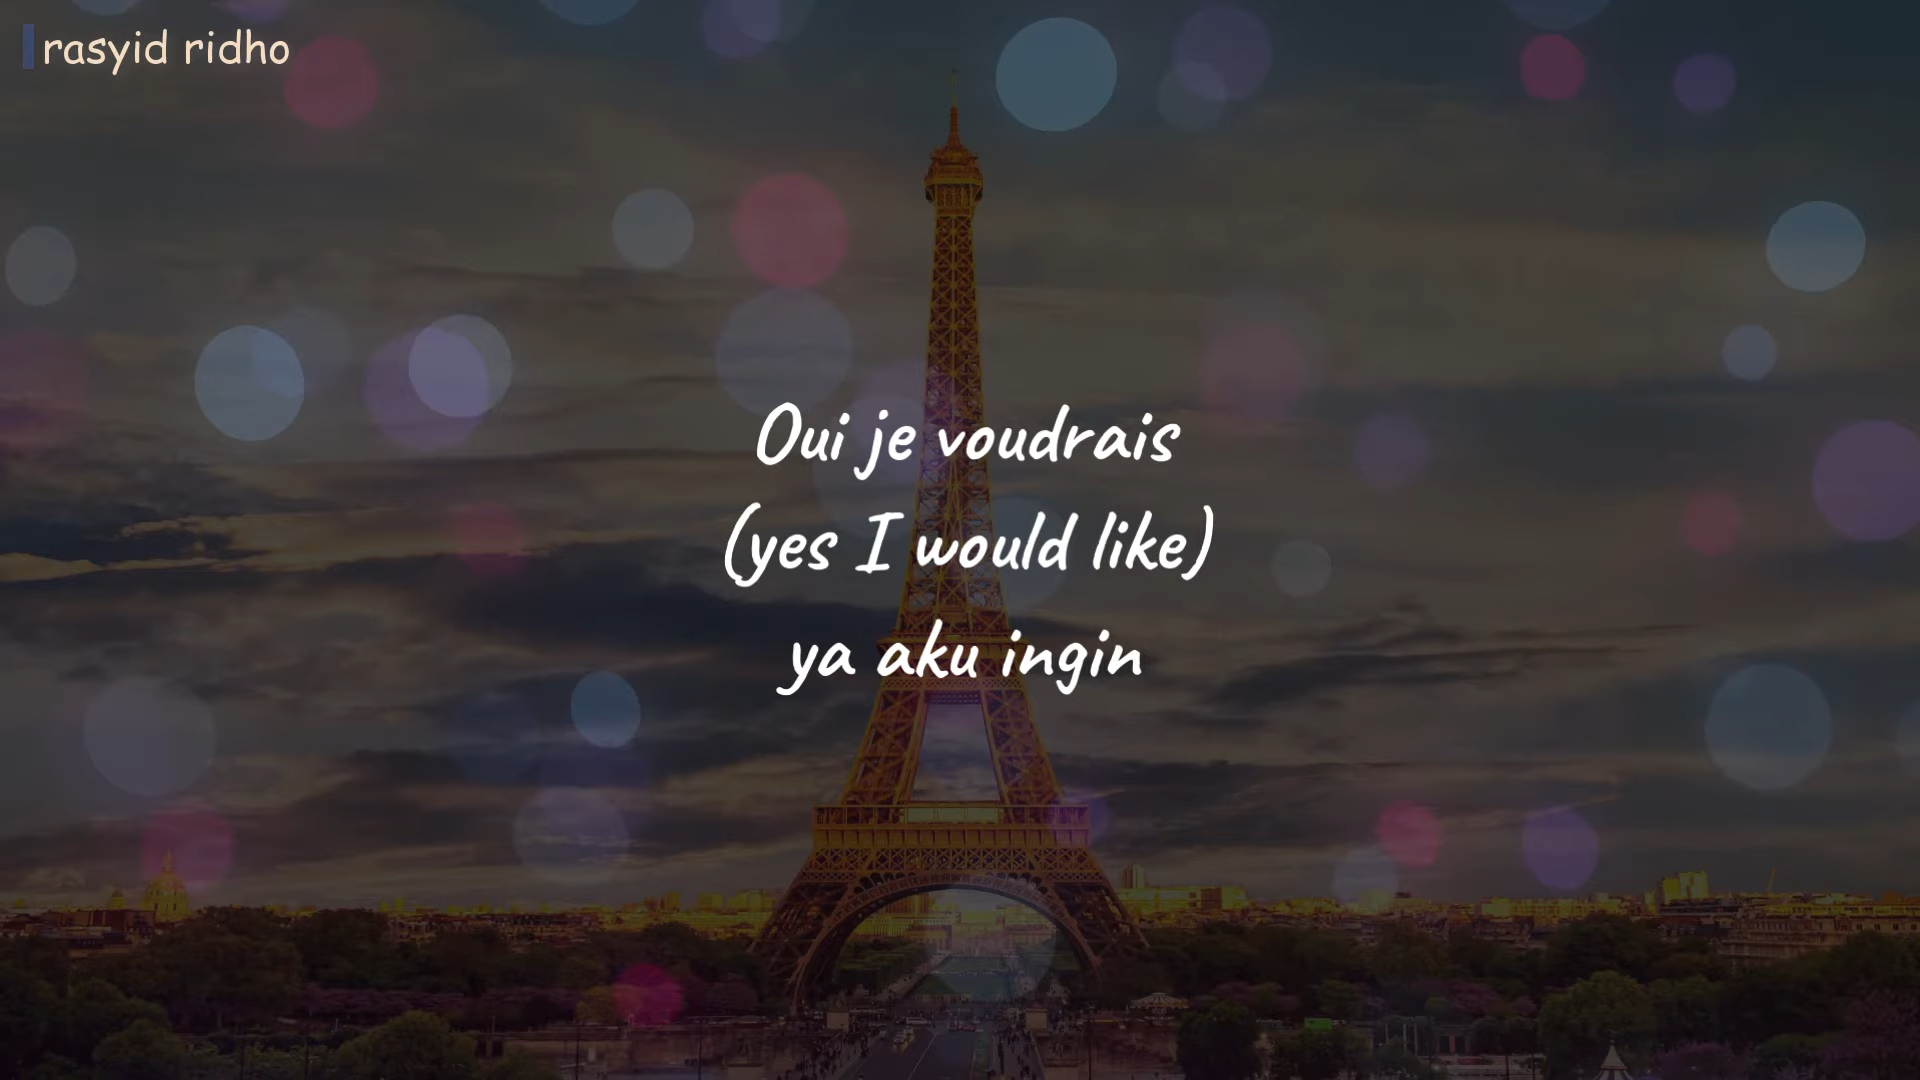 rasyid ridho
Oui je voudrais
(yes I would like)
ya aku ingin